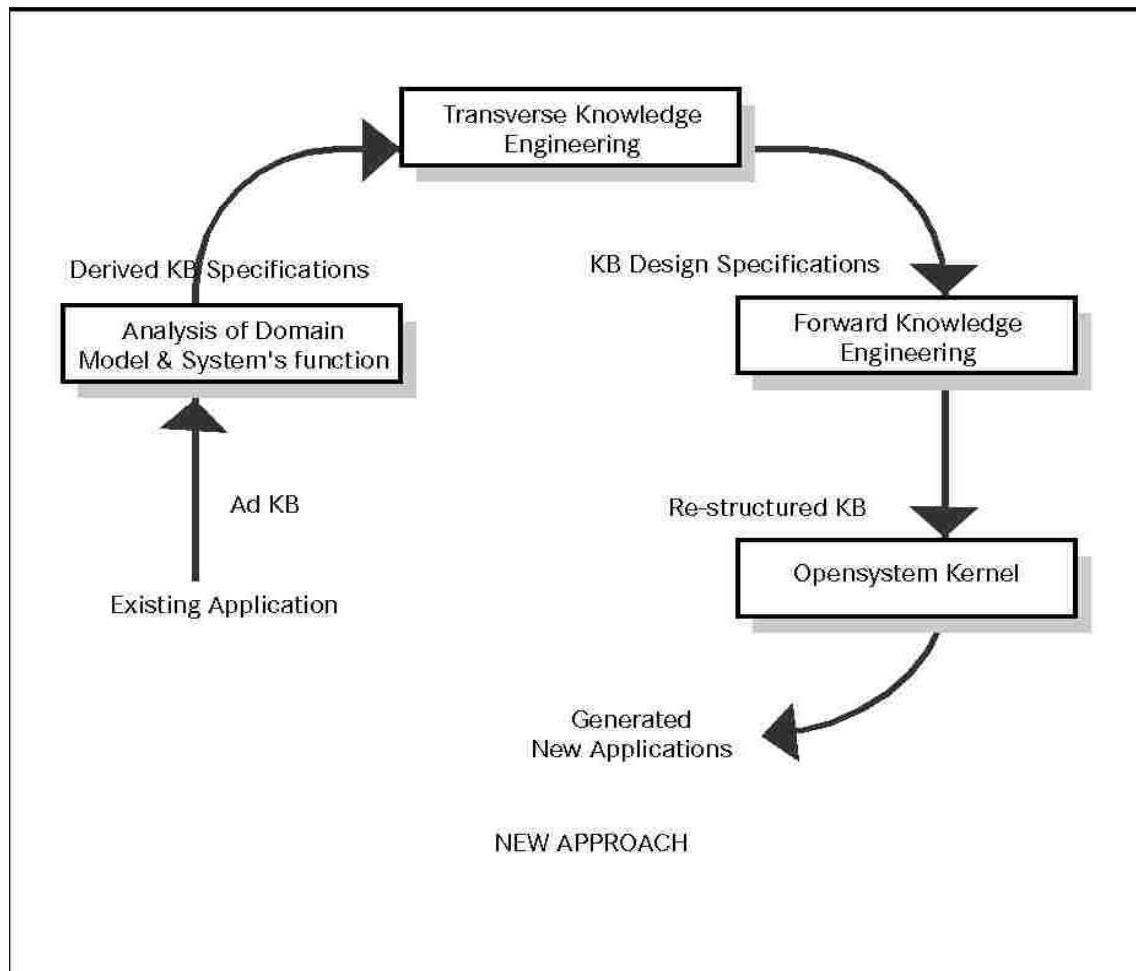 Transverse Knowledge
Engineering
Derived KB Specifications
KB Design Specifications
Analysis of Domain
Model & System's function
Forward Knowledge
Engineering
Ad KB
Re-structured KB
Opensystem Kernel
Existing Application
Generated
New Applications
NEW APPROACH